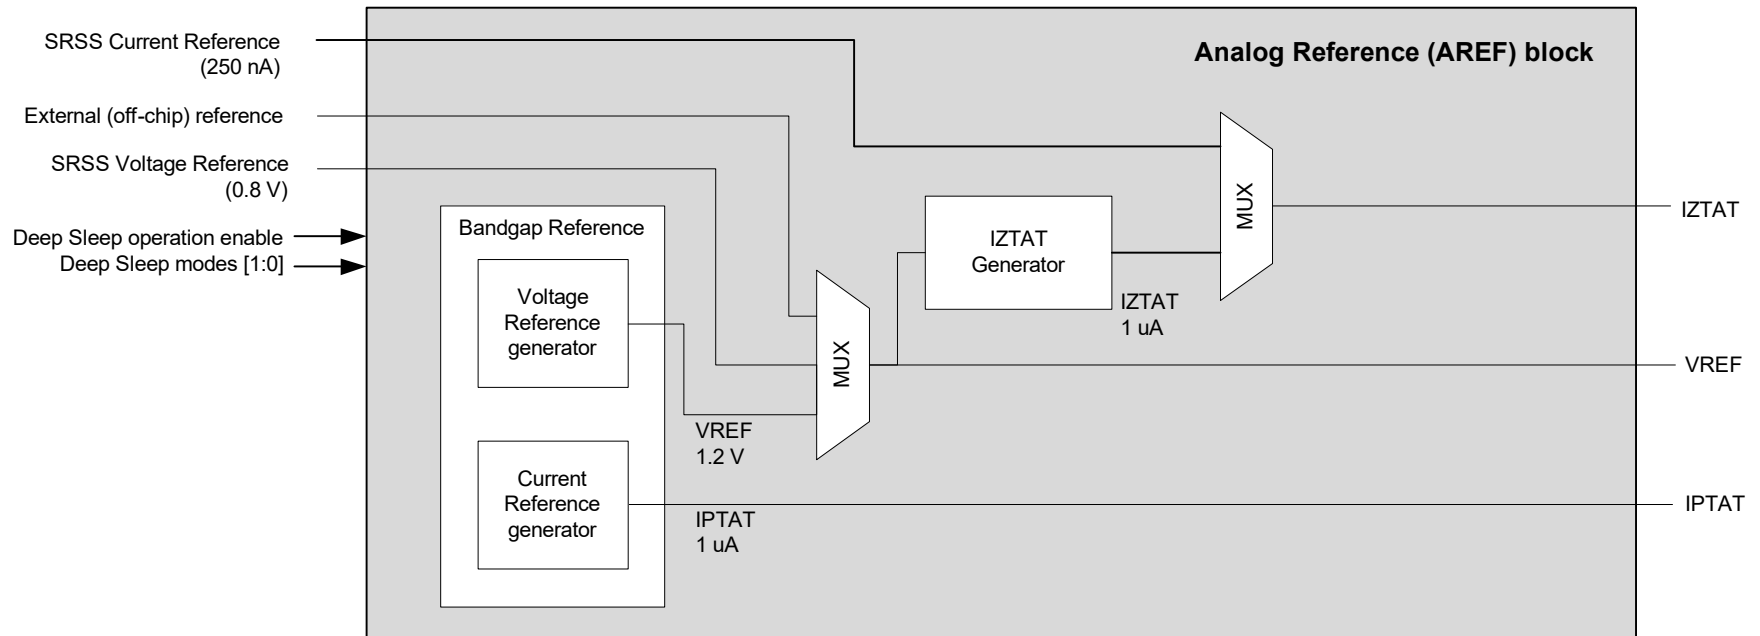 SRSS Current Reference
(250 nA)
Analog Reference (AREF) block
External (off-chip) reference
SRSS Voltage Reference
(0.8 V)
Deep Sleep operation enable
Deep Sleep modes [1:0]
Bandgap Reference
Voltage
Reference
generator
VREF
1.2 V
Current
Reference
generator
IPTAT
1 uA
MUX
IZTAT
Generator
IZTAT
1 uA
MUX
IZTAT
VREF
IPTAT